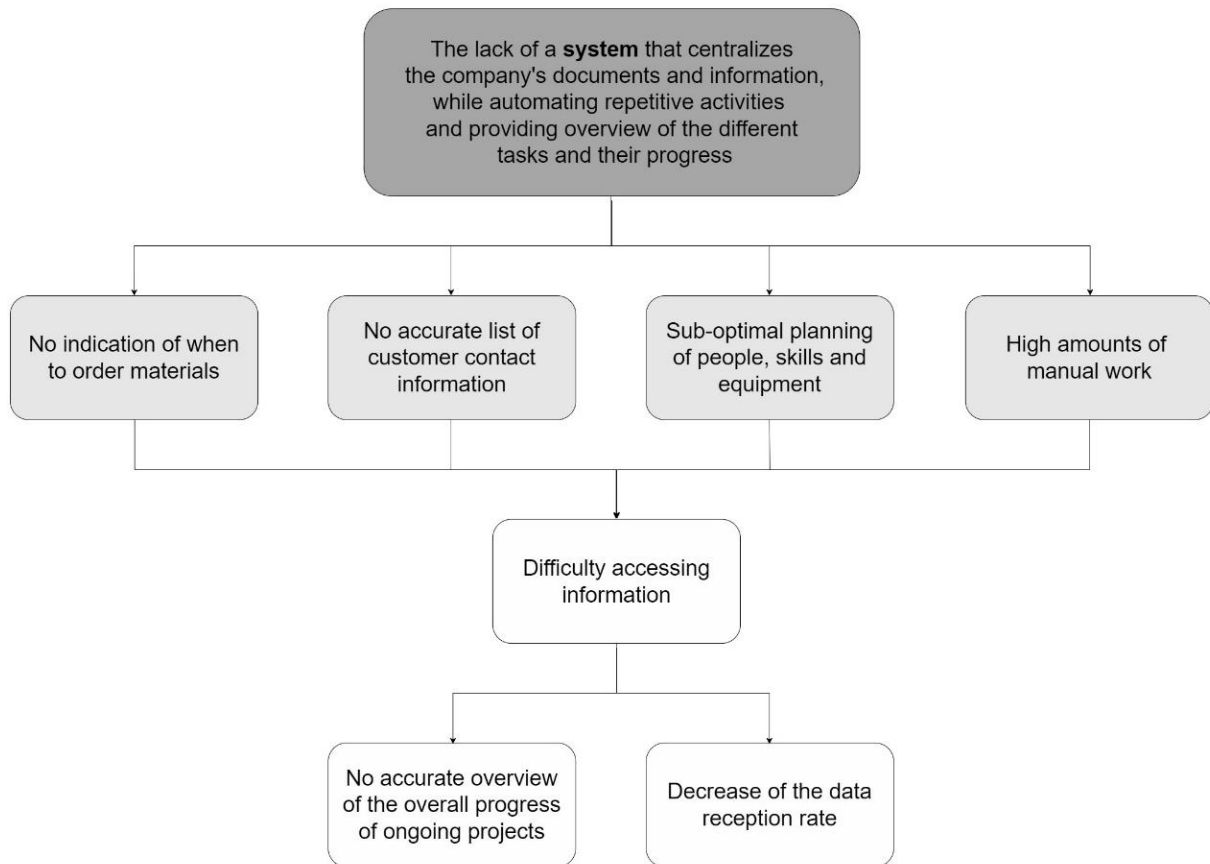 The lack of a system that centralizes
the company's documents and information,
while automating repetitive activities
and providing overview of the different
tasks and their progress
No indication of when
to order materials
No accurate list of
customer contact
information
Sub-optimal planning
of people, skills and
equipment
High amounts of
manual work
Difficulty accessing
information
No accurate overview
of the overall progress
of ongoing projects
Decrease of the data
reception rate